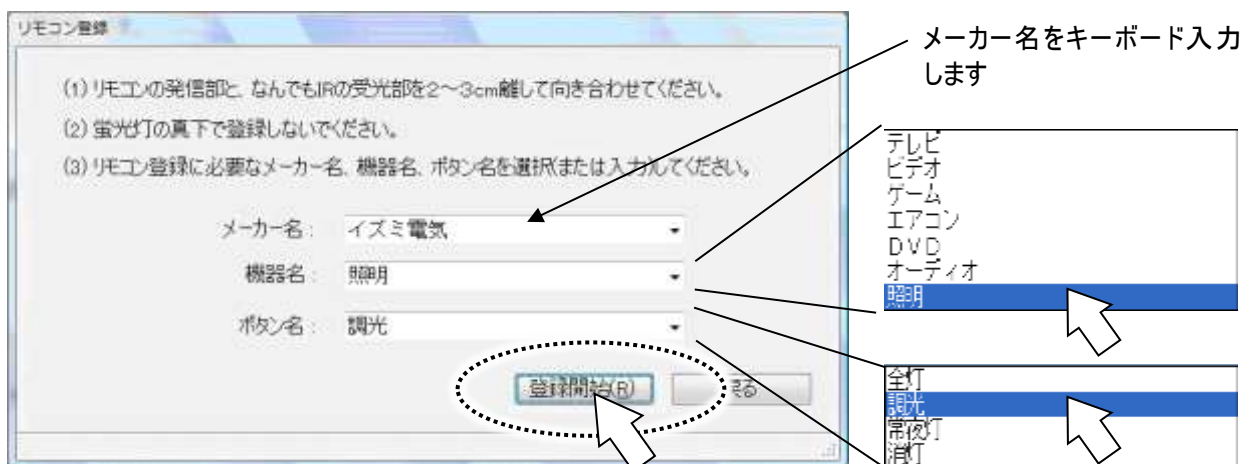 リモコン登録
メーカー名をキーボード入力
します
(1)リモコンの発信部と、なんでもIRの受光部を2～3cm離して向き合わせてください。
(2)蛍光灯の真下で登録しないでください。
(3)リモコン登録に必要なメーカー名、機器名、ボタン名を選択(または入力)してください。
メーカー名: イズミ電気
機器名: 照明
ボタン名: 調光
登録開始(R)
戻る
テレビ
ビデオ
ゲーム
エアコン
DVD
オーディオ
照明
全灯
調光
常夜灯
消灯